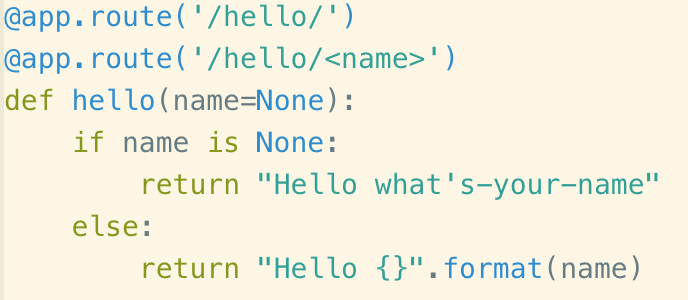 @app.route('/hello/')
@app.route('/hello/<name>')
def hello(name=None):
    if name is None:
        return "Hello what's-your-name"
    else:
        return "Hello {}".format(name)